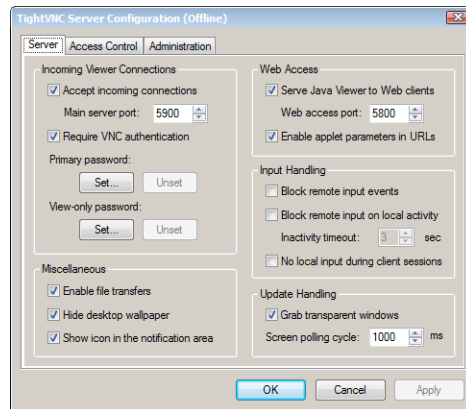 TightVNC Server Configuration (Offline)
Server Access Control Administration
Incoming Viewer Connections
Accept incoming connections
Main server port: 5900
Require VNC authentication
Primary password:
Set... Unset
View-only password:
Set... Unset
Miscellaneous
Enable file transfers
Hide desktop wallpaper
Show icon in the notification area
Web Access
Serve Java Viewer to Web clients
Web access port: 5800
Enable applet parameters in URLs
Input Handling
Block remote input events
Block remote input on local activity
Inactivity timeout: 3 sec
No local input during client sessions
Update Handling
Grab transparent windows
Screen polling cycle: 1000 ms
OK Cancel Apply